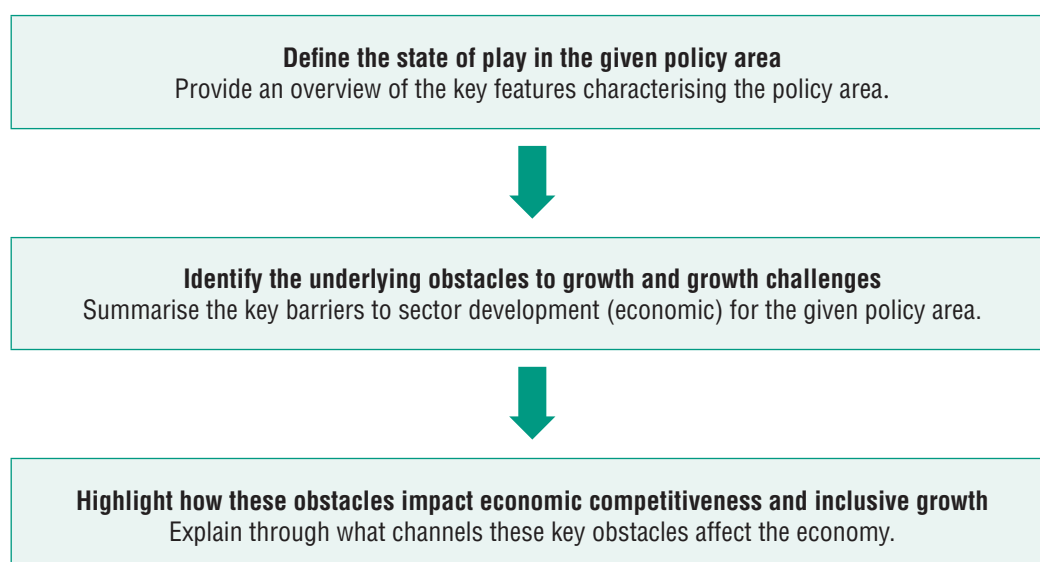 Define the state of play in the given policy area
Provide an overview of the key features characterising the policy area.
Identify the underlying obstacles to growth and growth challenges
Summarise the key barriers to sector development (economic) for the given policy area.
Highlight how these obstacles impact economic competitiveness and inclusive growth
Explain through what channels these key obstacles affect the economy.